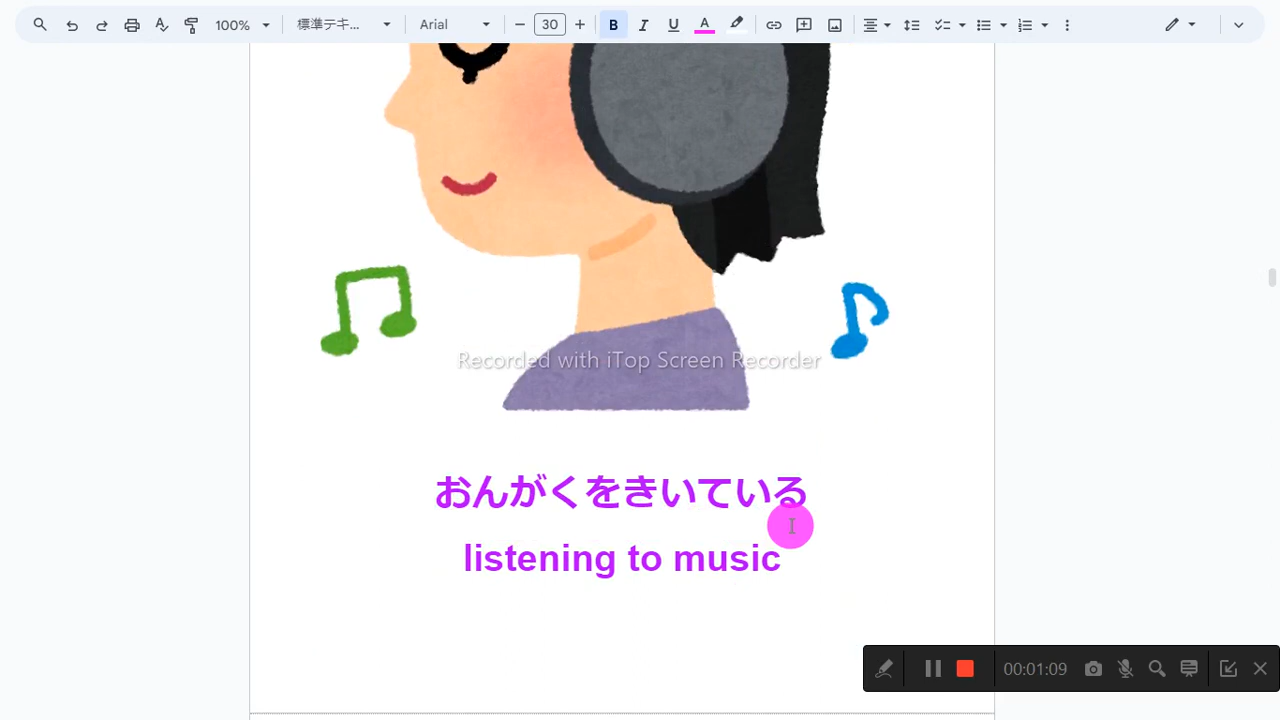 100%
標準テキ...
Arial
30
B
I
U
A
Recorded with iTop Screen Recorder
おんがくをきいている
listening to music
00:01:09